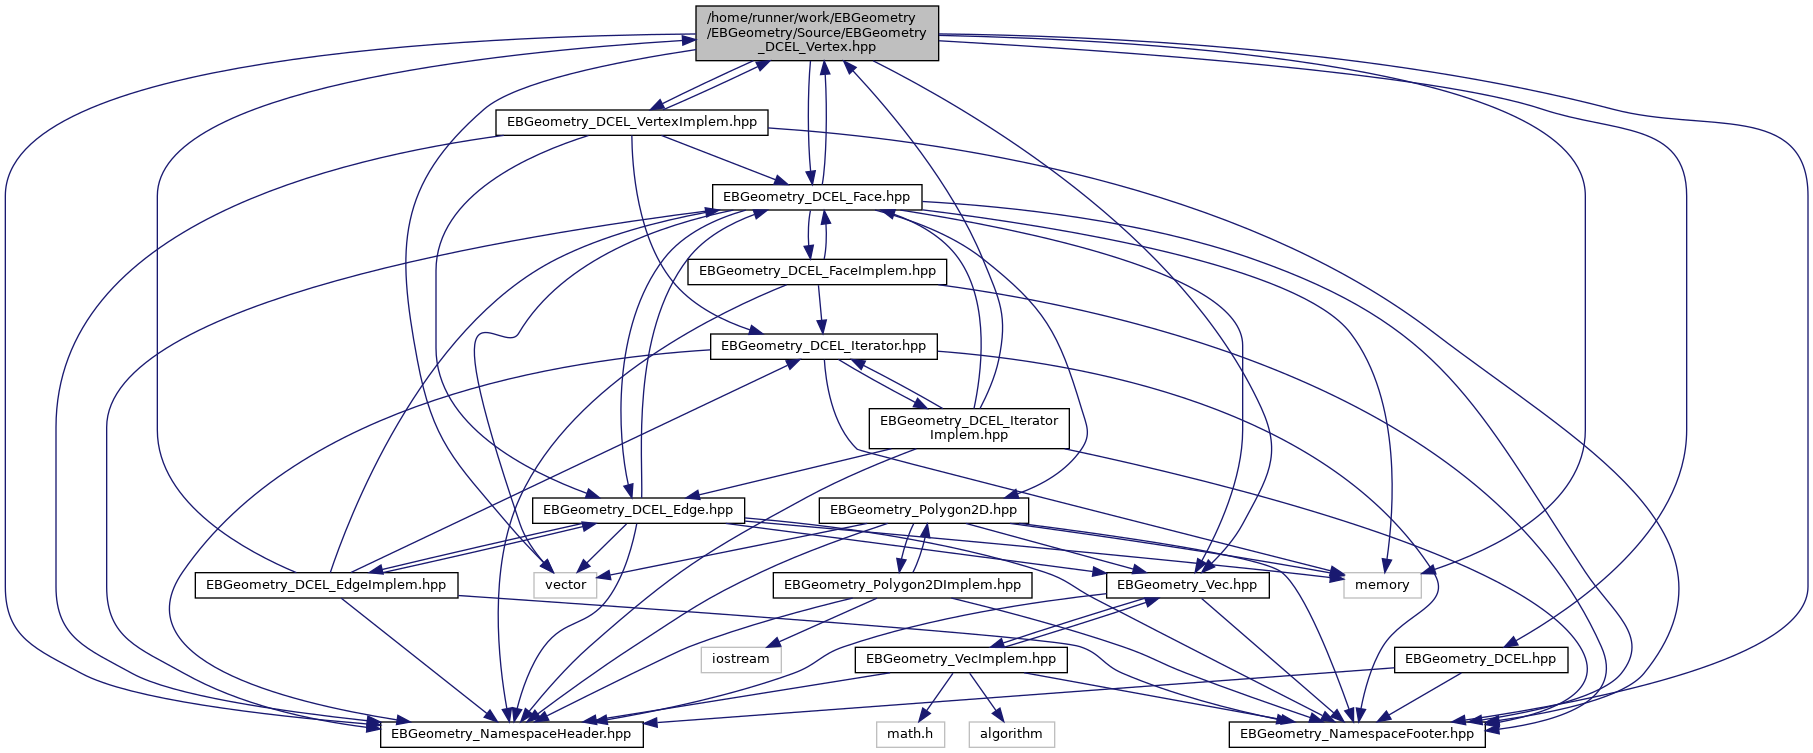 /home/runner/work/EBGeometry
/EBGeometry/Source/EBGeometry
_DCEL_Vertex.hpp
EBGeometry_DCEL_VertexImplem.hpp
EBGeometry_DCEL_Face.hpp
EBGeometry_DCEL_FaceImplem.hpp
EBGeometry_DCEL_Iterator.hpp
EBGeometry_DCEL_Iterator
Implem.hpp
EBGeometry_DCEL_Edge.hpp
EBGeometry_Polygon2D.hpp
EBGeometry_DCEL_EdgeImplem.hpp
vector
EBGeometry_Polygon2DImplem.hpp
EBGeometry_Vec.hpp
memory
iostream
EBGeometry_VecImplem.hpp
EBGeometry_DCEL.hpp
EBGeometry_NamespaceHeader.hpp
math.h
algorithm
EBGeometry_NamespaceFooter.hpp